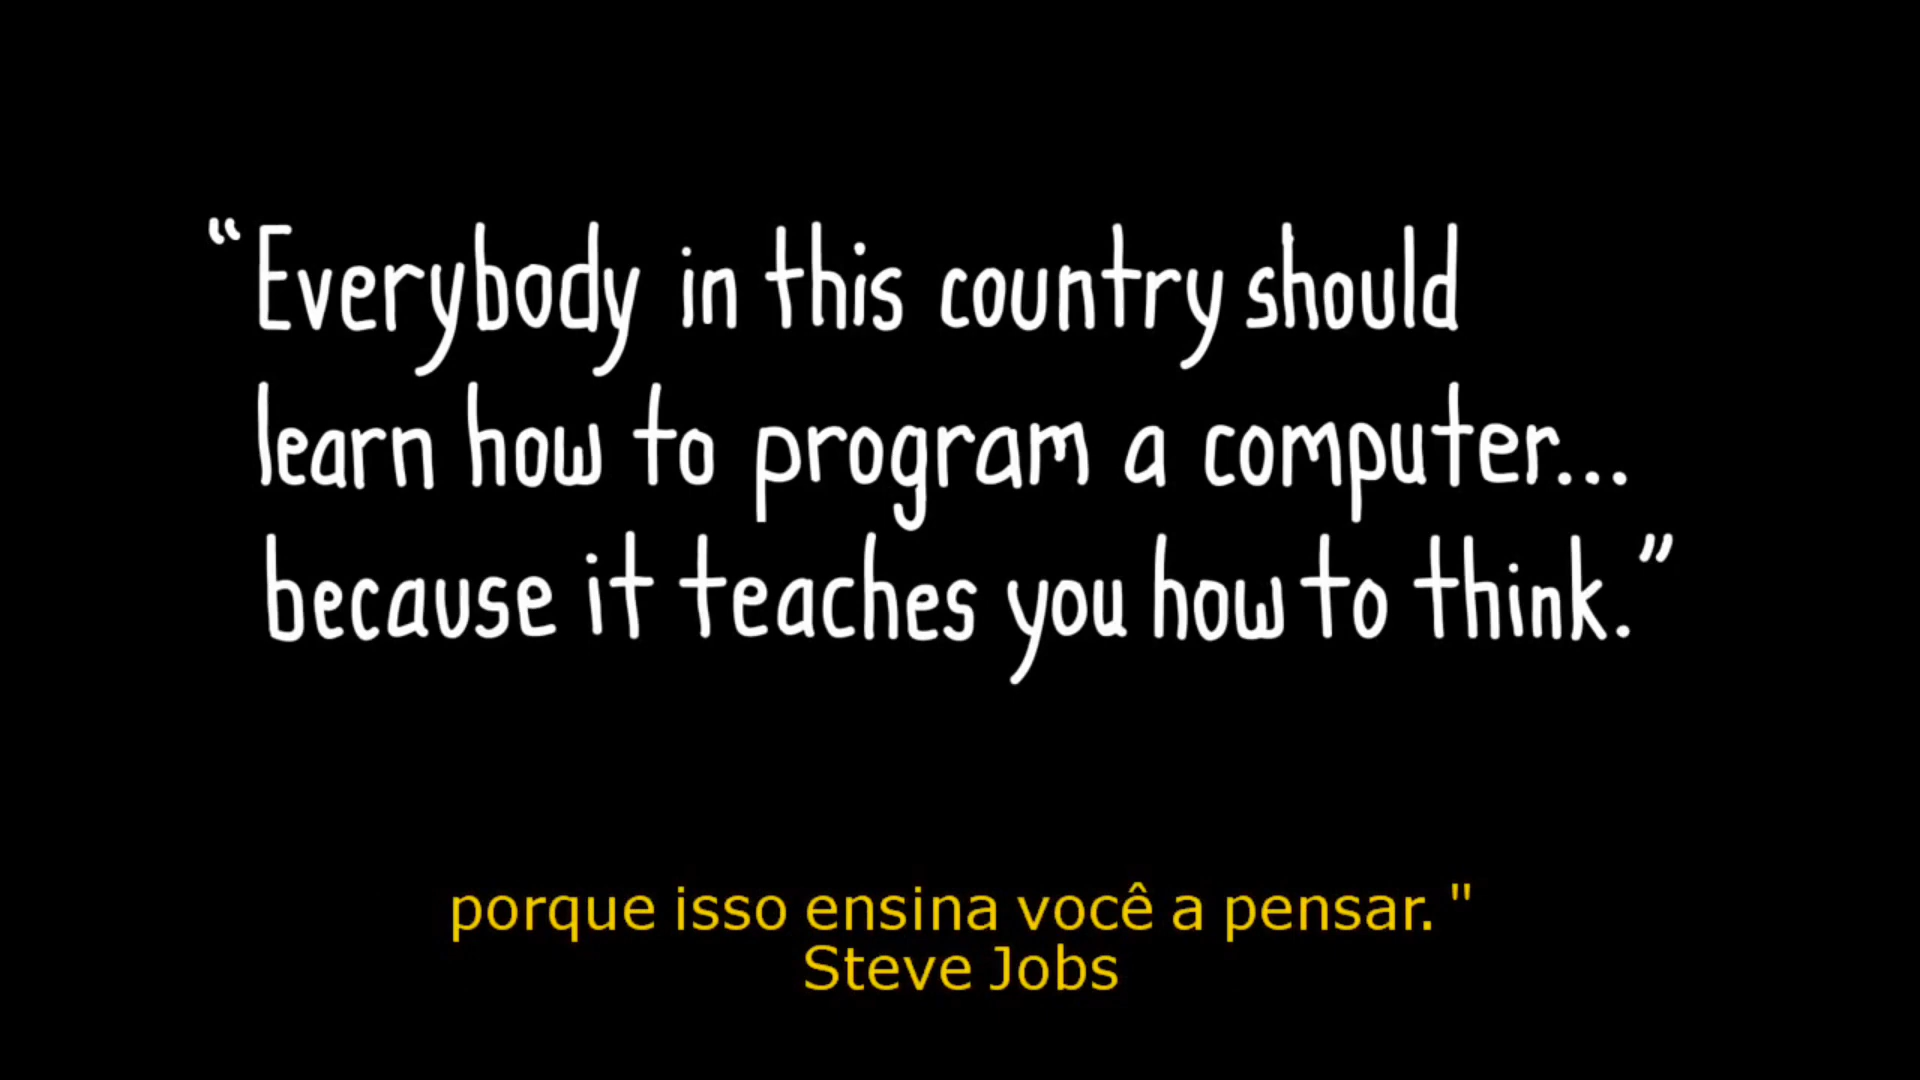 “Everybody in this country should
learn how to program a computer...
because it teaches you how to think.”
porque isso ensina você a pensar. "
Steve Jobs